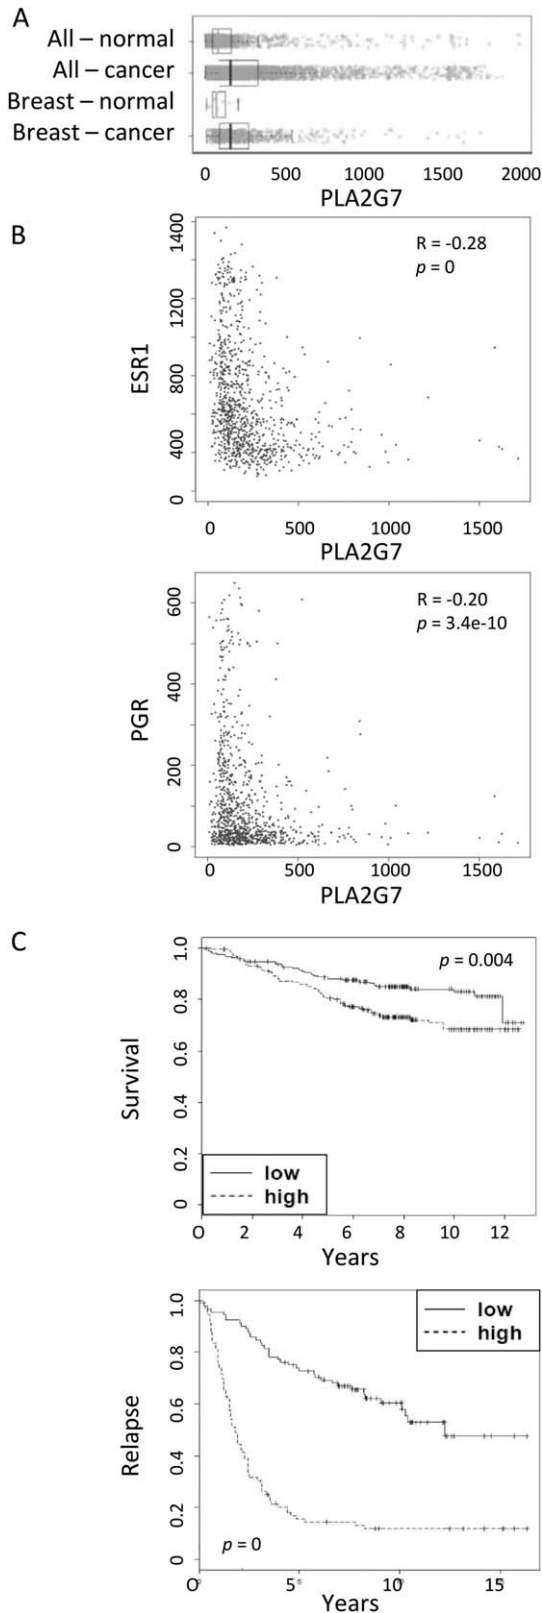 A
All – normal
All – cancer
Breast – normal
Breast – cancer
0 500 1000 1500 2000
PLA2G7
B
1400
1200
800
400
0
ESR1
R = -0.28
p = 0
0 500 1000 1500
PLA2G7
600
400
200
0
PGR
R = -0.20
p = 3.4e-10
0 500 1000 1500
PLA2G7
C
1.0
0.8
0.6
0.4
0.2
0
Survival
p = 0.004
low
high
O 2 4 6 8 10 12
Years
1.0
0.8
0.6
0.4
0.2
0
Relapse
low
high
p = 0
O 5 10 15
Years